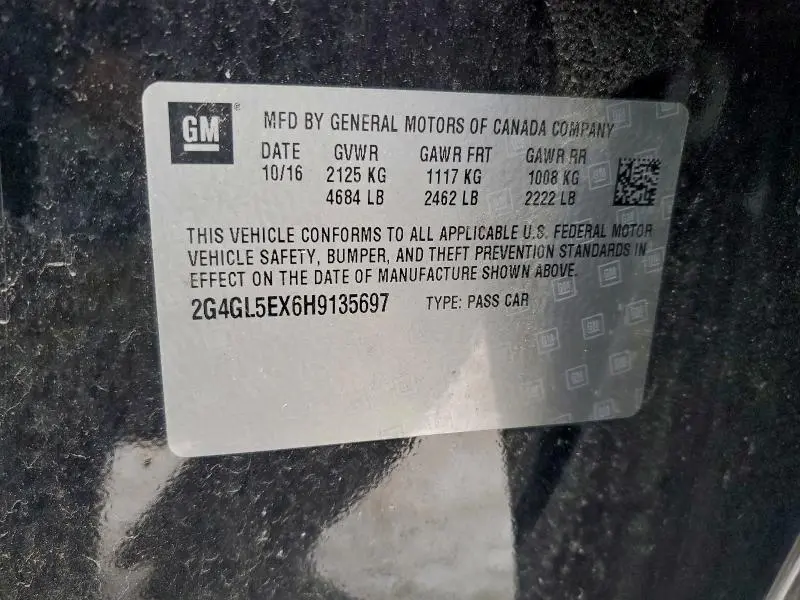 GM® MFD BY GENERAL MOTORS OF CANADA COMPANY
DATE GVWR GAWR FRT GAWR RR
10/16 2125 KG 1117 KG 1008 KG
4684 LB 2462 LB 2222 LB
THIS VEHICLE CONFORMS TO ALL APPLICABLE U.S. FEDERAL MOTOR
VEHICLE SAFETY, BUMPER, AND THEFT PREVENTION STANDARDS IN
EFFECT ON THE DATE OF MANUFACTURE SHOWN ABOVE.
2G4GL5EX6H9135697 TYPE: PASS CAR